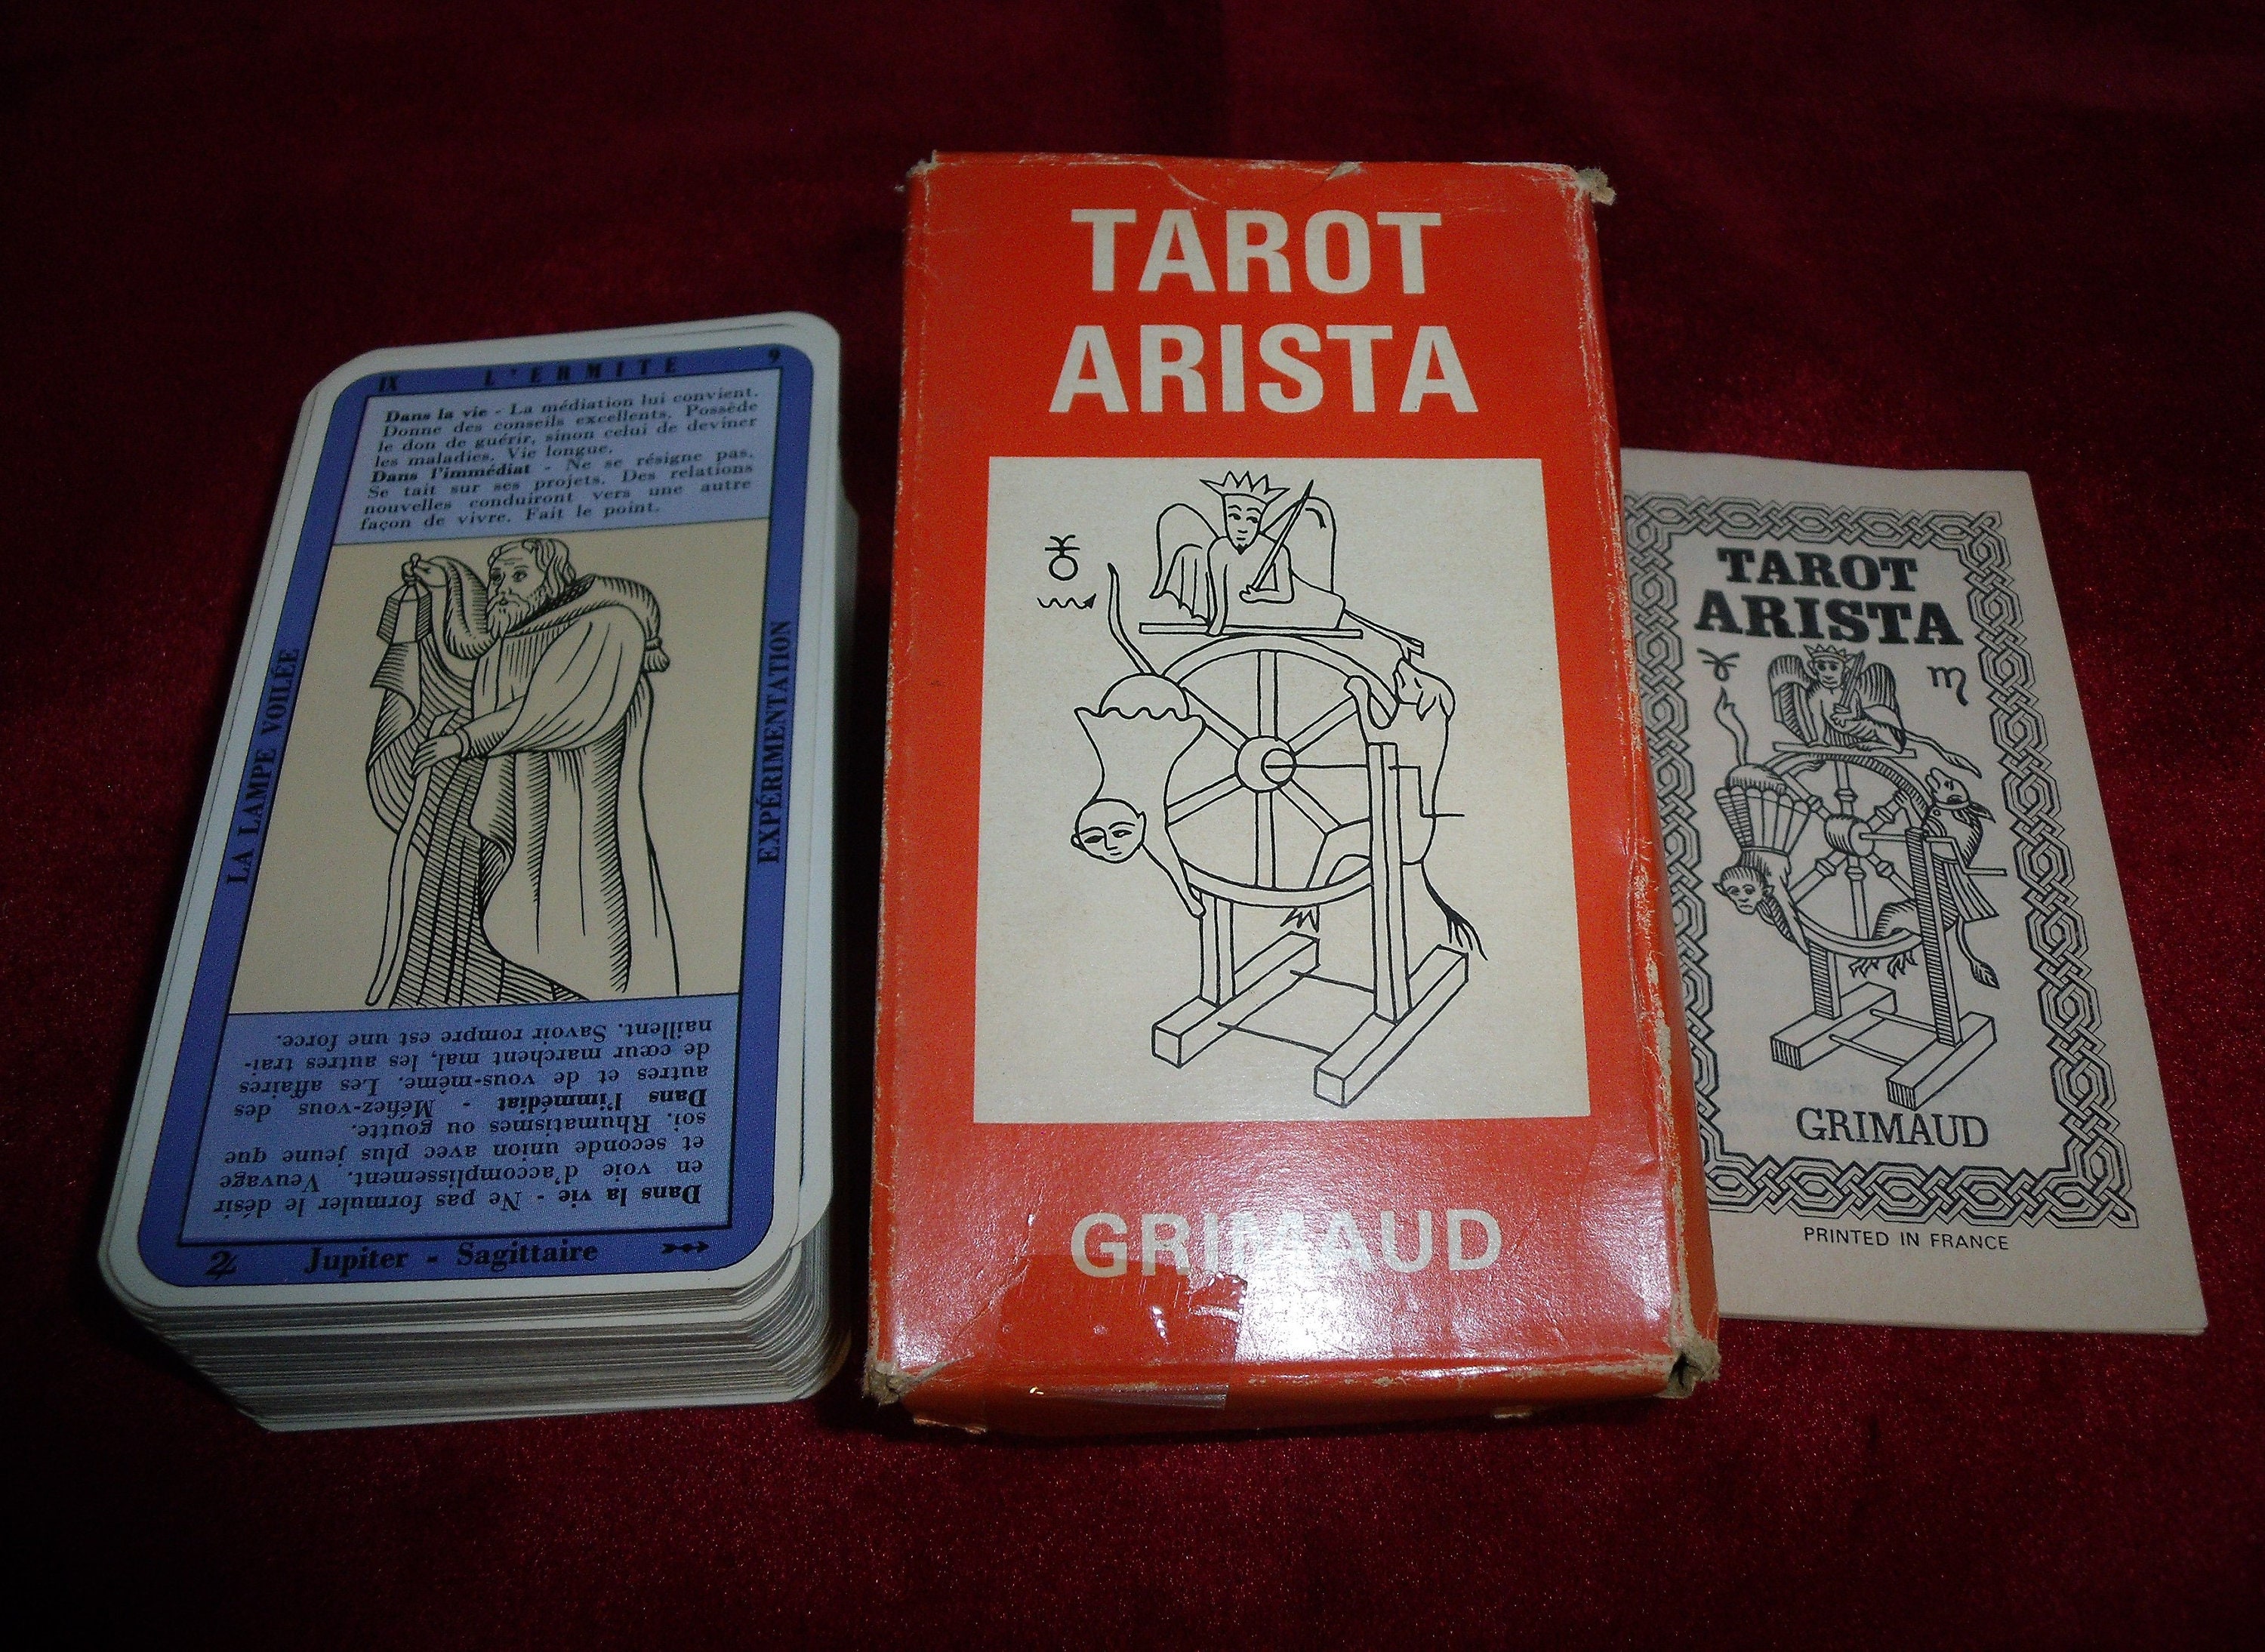 IX L'ERMITE 9
Dans la vie - La médiation lui convient.
Donne des conseils excellents. Possède
le don de guérir, sinon celui de deviner
les maladies. Vie longue.
Dans l'immédiat - Ne se résigne pas.
Se tait sur ses projets. Des relations
nouvelles conduiront vers une autre
façon de vivre. Fait le point.
LA LAMPE VOILÉE
EXPÉRIMENTATION
Dans la vie - Ne pas formuler le désir
en voie d'accomplissement. Veuvage
et seconde union avec plus jeune que
soi. Rhumatismes ou goutte.
Dans l'immédiat - Méfiez-vous des
autres et de vous-même. Les affaires
de cœur marchent mal, les autres trai-
naillent. Savoir rompre est une force.
♃ Jupiter - Sagittaire
TAROT
ARISTA
GRIMAUD
TAROT
ARISTA
♏
GRIMAUD
PRINTED IN FRANCE